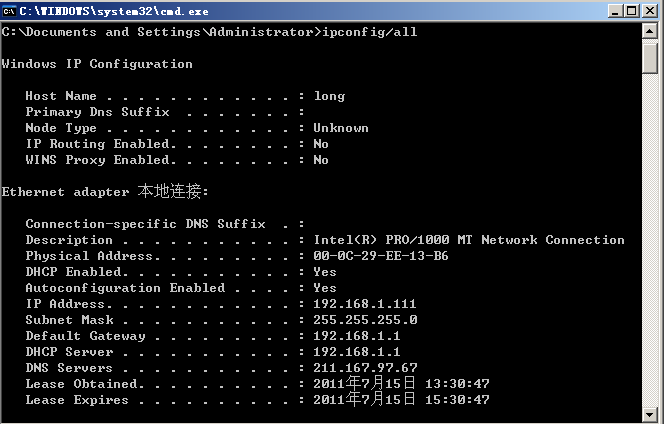 C:\WINDOWS\system32\cmd.exe
C:\Documents and Settings\Administrator>ipconfig/all
Windows IP Configuration
Host Name . . . . . . . . . . . . : long
Primary Dns Suffix . . . . . . . :
Node Type . . . . . . . . . . . . : Unknown
IP Routing Enabled. . . . . . . . : No
WINS Proxy Enabled. . . . . . . . : No
Ethernet adapter 本地连接:
Connection-specific DNS Suffix . :
Description . . . . . . . . . . . : Intel(R) PRO/1000 MT Network Connection
Physical Address. . . . . . . . . : 00-0C-29-EE-13-B6
DHCP Enabled. . . . . . . . . . . : Yes
Autoconfiguration Enabled . . . . : Yes
IP Address. . . . . . . . . . . . : 192.168.1.111
Subnet Mask . . . . . . . . . . . : 255.255.255.0
Default Gateway . . . . . . . . . : 192.168.1.1
DHCP Server . . . . . . . . . . . : 192.168.1.1
DNS Servers . . . . . . . . . . . : 211.167.97.67
Lease Obtained. . . . . . . . . . : 2011年7月15日 13:30:47
Lease Expires . . . . . . . . . . : 2011年7月15日 15:30:47